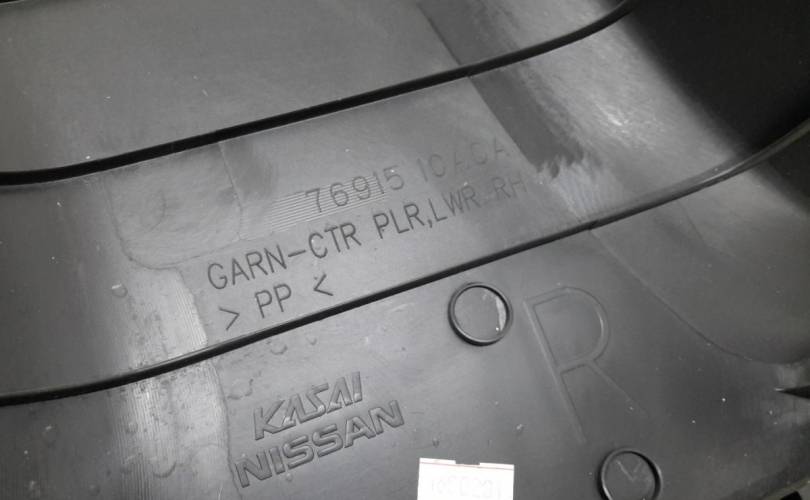 76915 1CA0A
GARN-CTR PLR,LWR RH
> PP <
R
KASAI
NISSAN